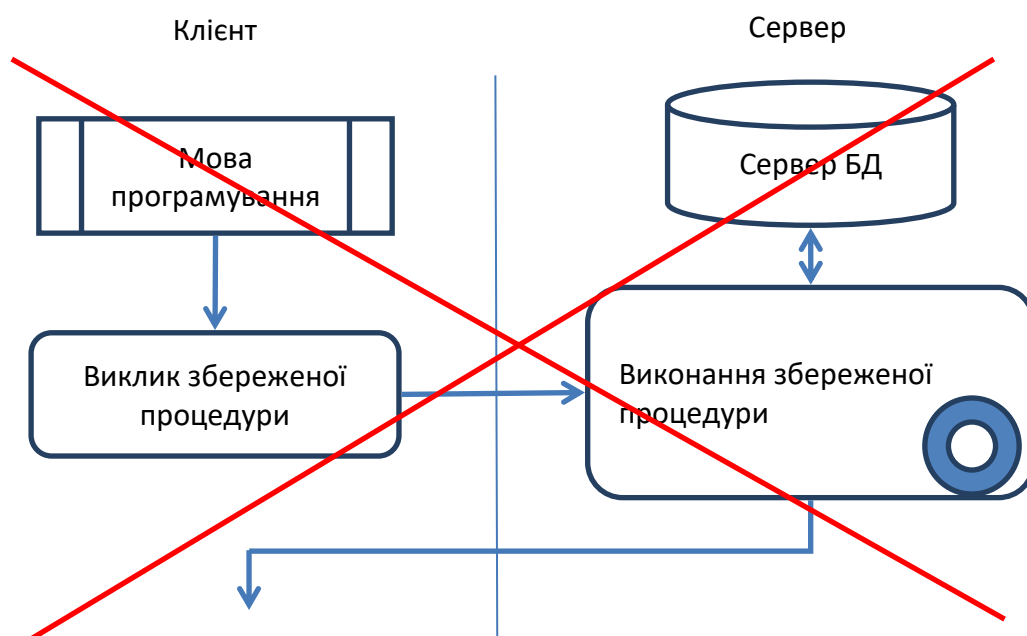 Клієнт
Сервер
Мова
програмування
Сервер БД
Виклик збереженої
процедури
Виконання збереженої
процедури